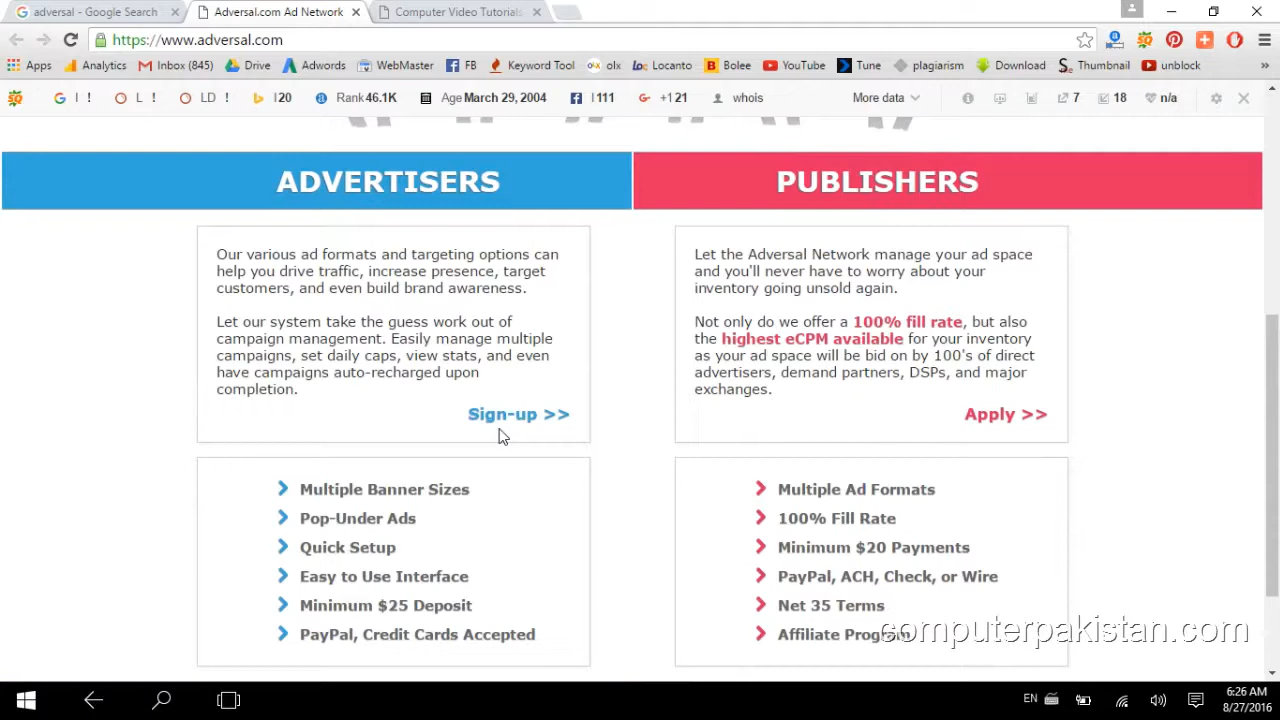 adversal - Google Search
Adversal.com Ad Network
Computer Video Tutorials
https://www.adversal.com
Apps
Analytics
Inbox (845)
Drive
Adwords
WebMaster
FB
Keyword Tool
olx
Locanto
Bolee
YouTube
Tune
plagiarism
Download
Thumbnail
unblock
I !
L !
LD !
I 20
Rank 46.1K
Age March 29, 2004
I 111
+1 21
whois
More data
7
18
n/a
ADVERTISERS
PUBLISHERS
Our various ad formats and targeting options can
help you drive traffic, increase presence, target
customers, and even build brand awareness.
Let our system take the guess work out of
campaign management. Easily manage multiple
campaigns, set daily caps, view stats, and even
have campaigns auto-recharged upon
completion.
Sign-up >>
Let the Adversal Network manage your ad space
and you'll never have to worry about your
inventory going unsold again.
Not only do we offer a 100% fill rate, but also
the highest eCPM available for your inventory
as your ad space will be bid on by 100's of direct
advertisers, demand partners, DSPs, and major
exchanges.
Apply >>
Multiple Banner Sizes
Pop-Under Ads
Quick Setup
Easy to Use Interface
Minimum $25 Deposit
PayPal, Credit Cards Accepted
Multiple Ad Formats
100% Fill Rate
Minimum $20 Payments
PayPal, ACH, Check, or Wire
Net 35 Terms
Affiliate Program
computerpakistan.com
EN
6:26 AM
8/27/2016